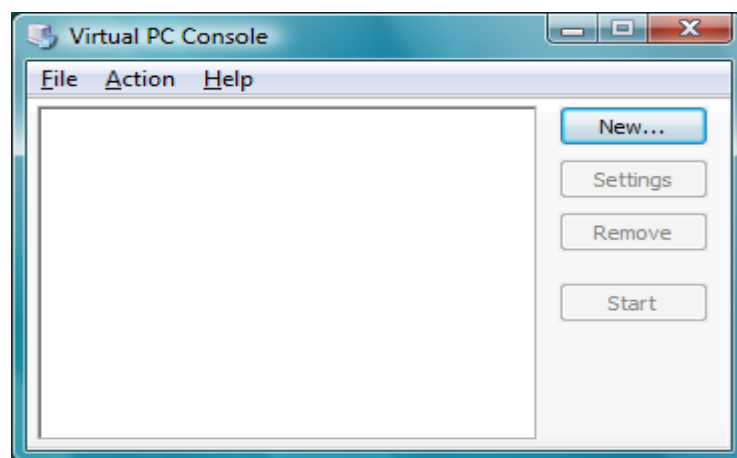 Virtual PC Console
File Action Help
New...
Settings
Remove
Start